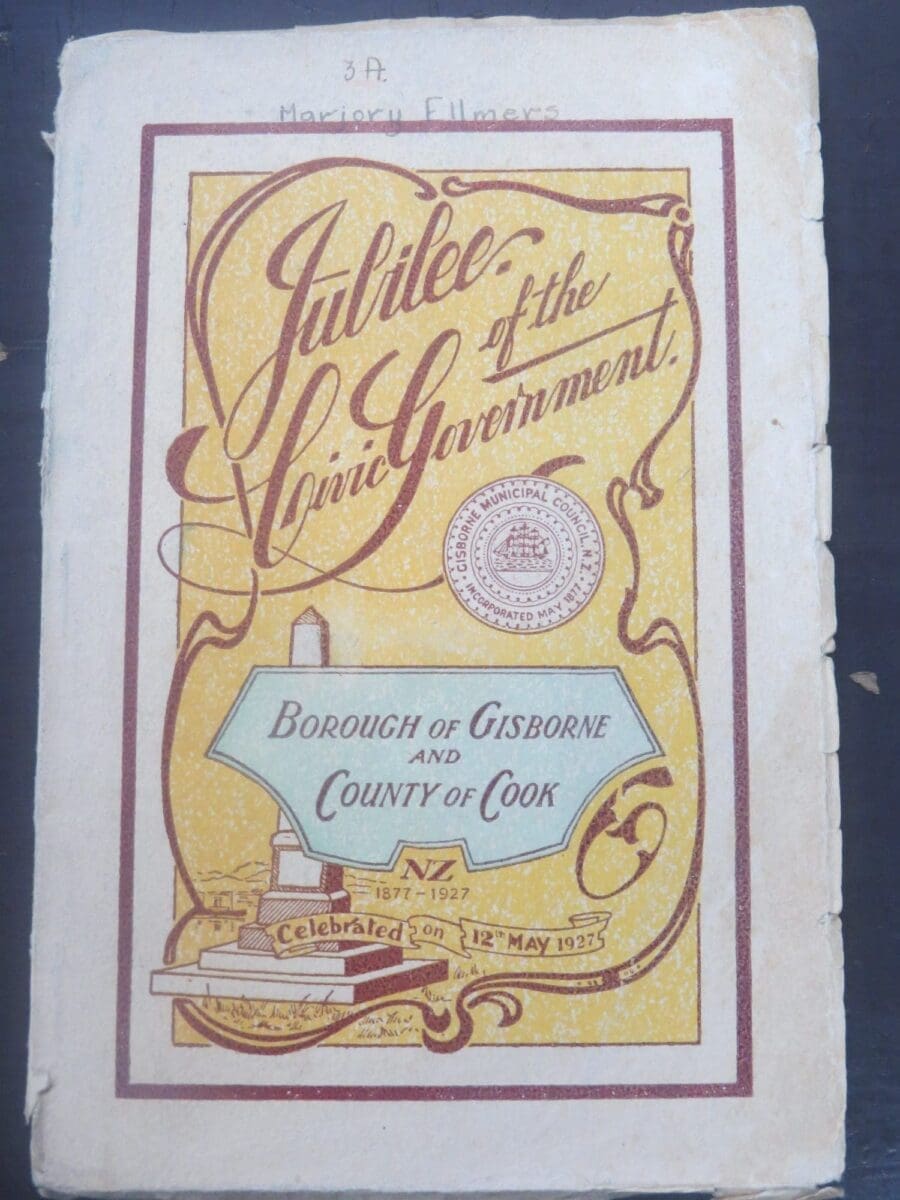 3A.
Marjory Ellmers
Jubilee.
of the
Civic Government.
GISBORNE MUNICIPAL COUNCIL, N.Z.
INCORPORATED MAY 1877.
BOROUGH OF GISBORNE
AND
COUNTY OF COOK
NZ
1877-1927
Celebrated on 12th MAY 1927